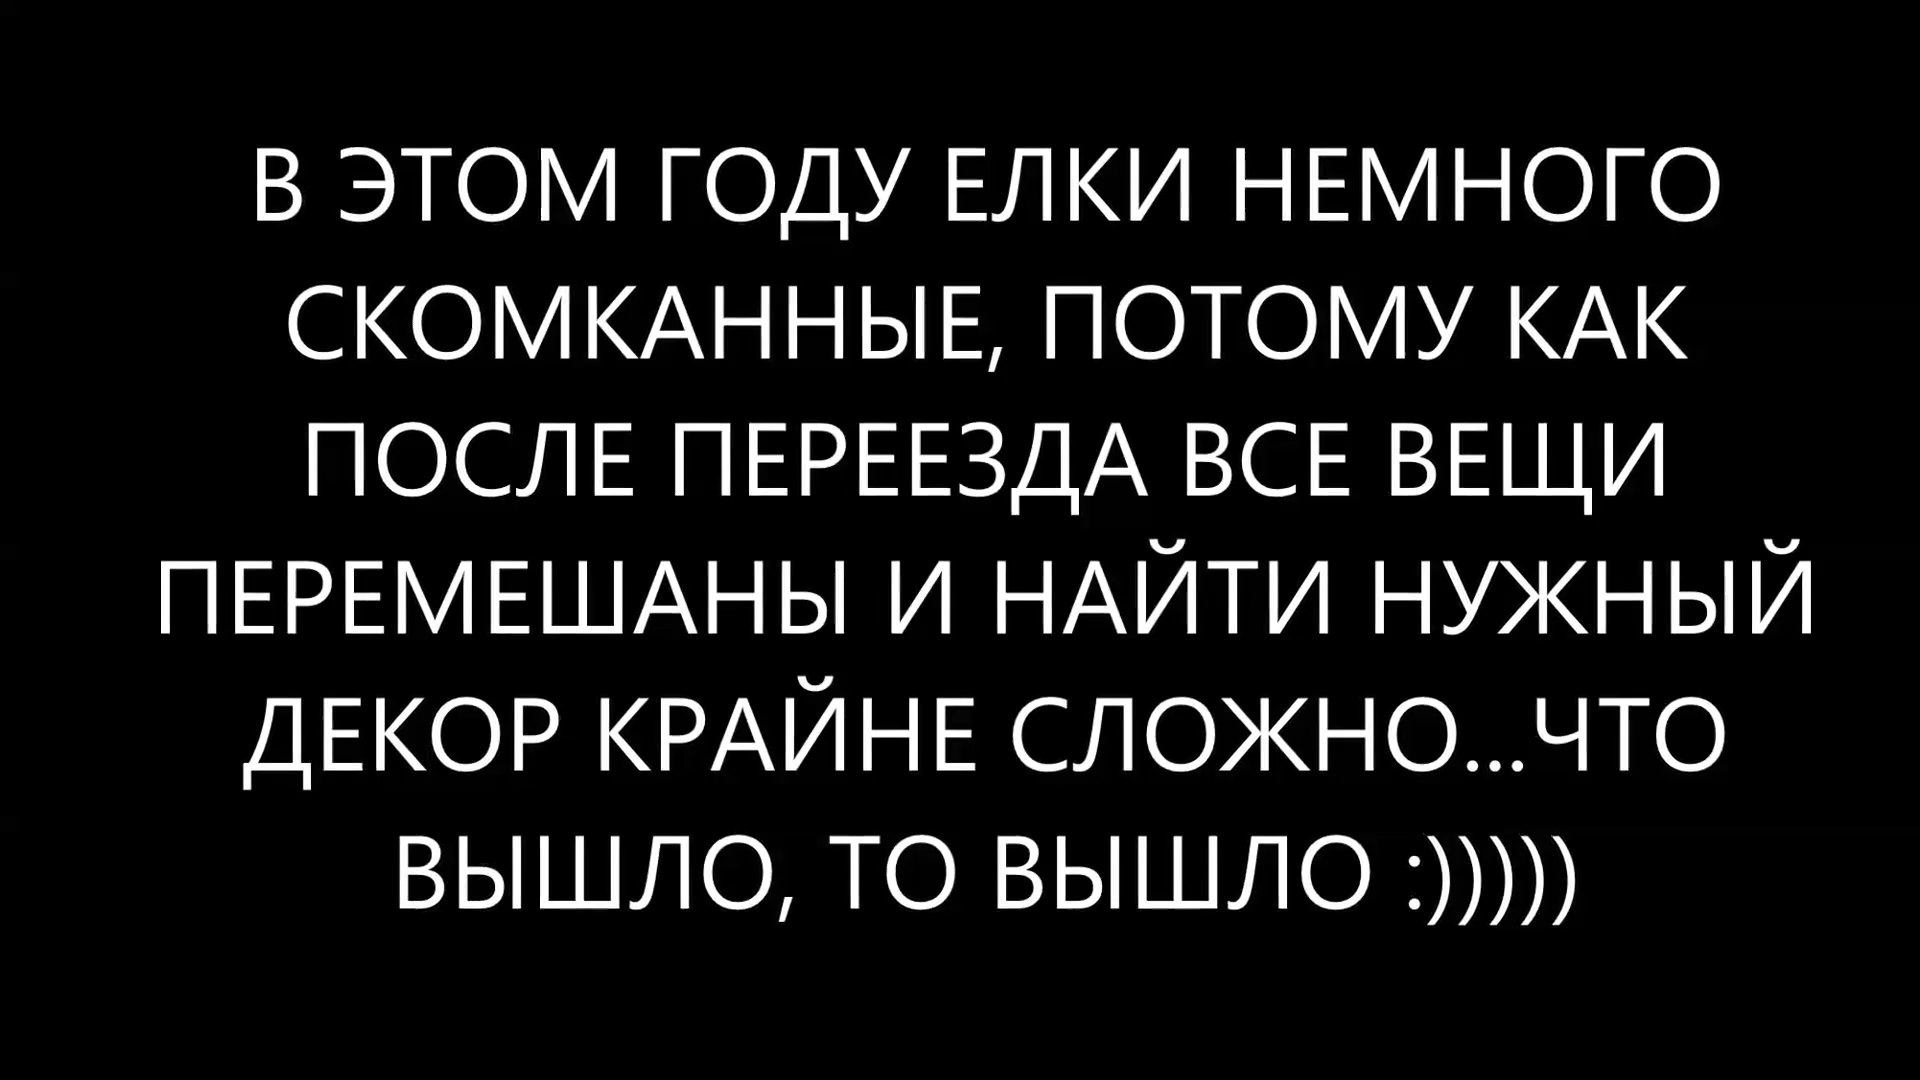 В ЭТОМ ГОДУ ЕЛКИ НЕМНОГО
СКОМКАННЫЕ, ПОТОМУ КАК
ПОСЛЕ ПЕРЕЕЗДА ВСЕ ВЕЩИ
ПЕРЕМЕШАНЫ И НАЙТИ НУЖНЫЙ
ДЕКОР КРАЙНЕ СЛОЖНО...ЧТО
ВЫШЛО, ТО ВЫШЛО :)))))